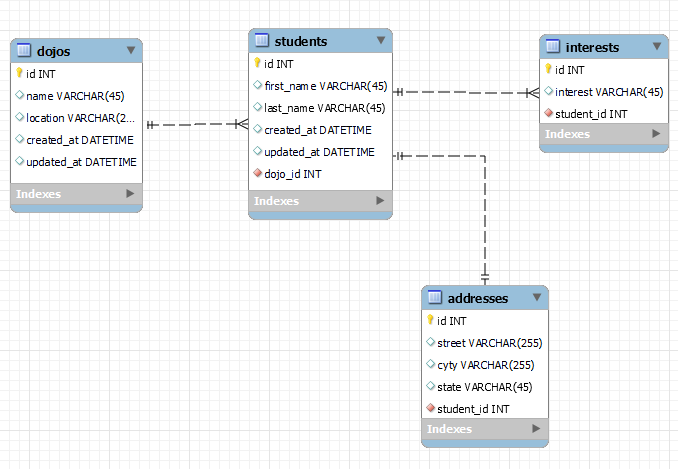 dojos
id INT
name VARCHAR(45)
location VARCHAR(2...
created_at DATETIME
updated_at DATETIME
Indexes
students
id INT
first_name VARCHAR(45)
last_name VARCHAR(45)
created_at DATETIME
updated_at DATETIME
dojo_id INT
Indexes
interests
id INT
interest VARCHAR(45)
student_id INT
Indexes
addresses
id INT
street VARCHAR(255)
cyty VARCHAR(255)
state VARCHAR(45)
student_id INT
Indexes